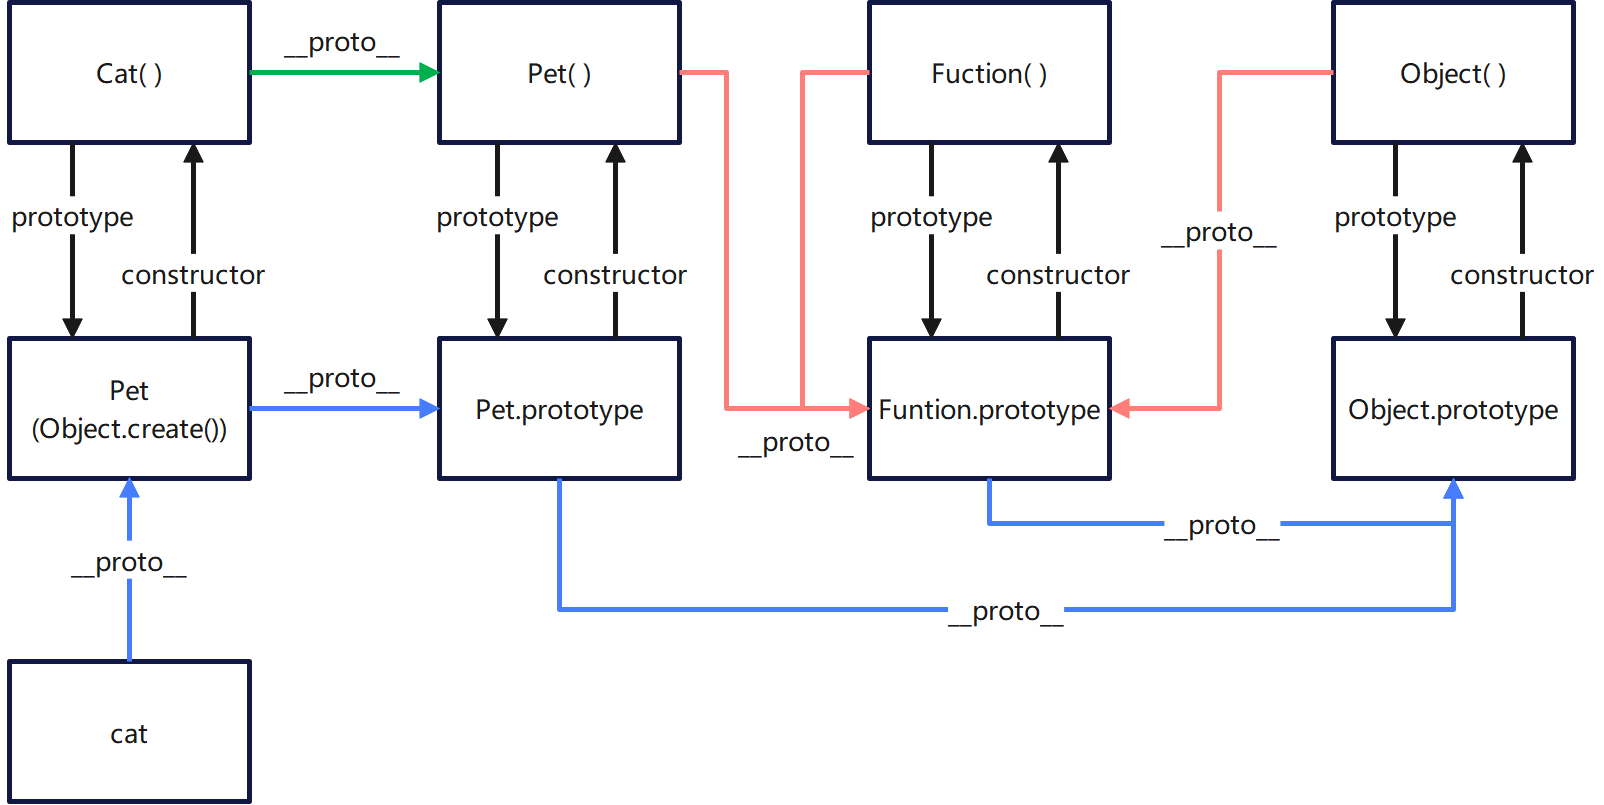 __proto__
Cat( )
Pet( )
Fuction( )
Object( )
prototype
prototype
prototype
prototype
__proto__
constructor
constructor
constructor
constructor
__proto__
Pet
(Object.create())
Pet.prototype
Funtion.prototype
Object.prototype
__proto__
__proto__
__proto__
__proto__
cat